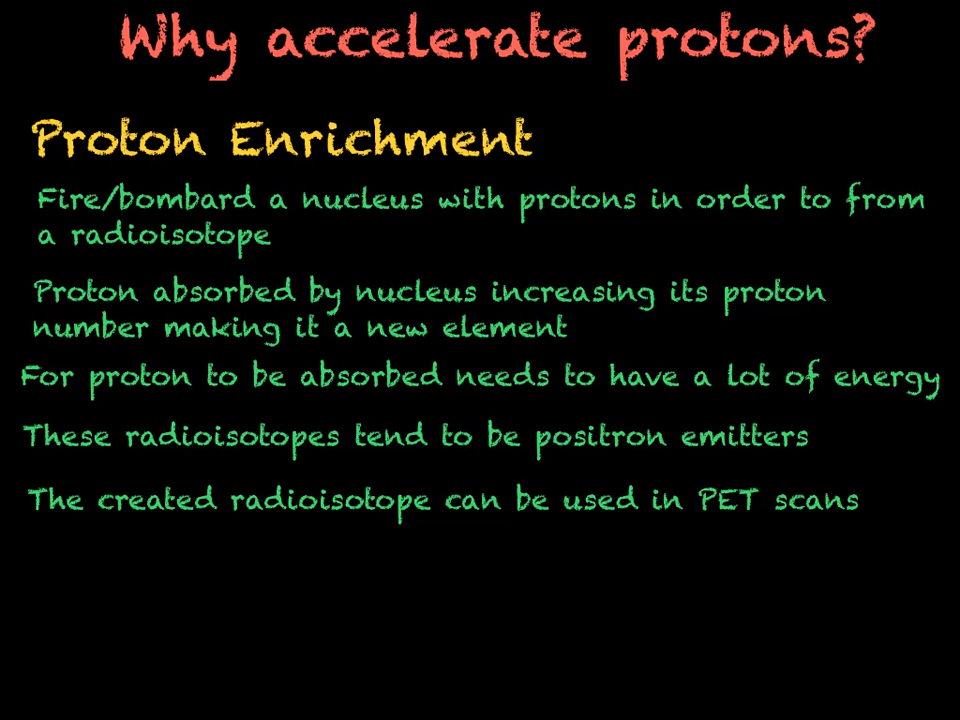 Why accelerate protons?
Proton Enrichment
Fire/bombard a nucleus with protons in order to from
a radioisotope
Proton absorbed by nucleus increasing its proton
number making it a new element
For proton to be absorbed needs to have a lot of energy
These radioisotopes tend to be positron emitters
The created radioisotope can be used in PET scans